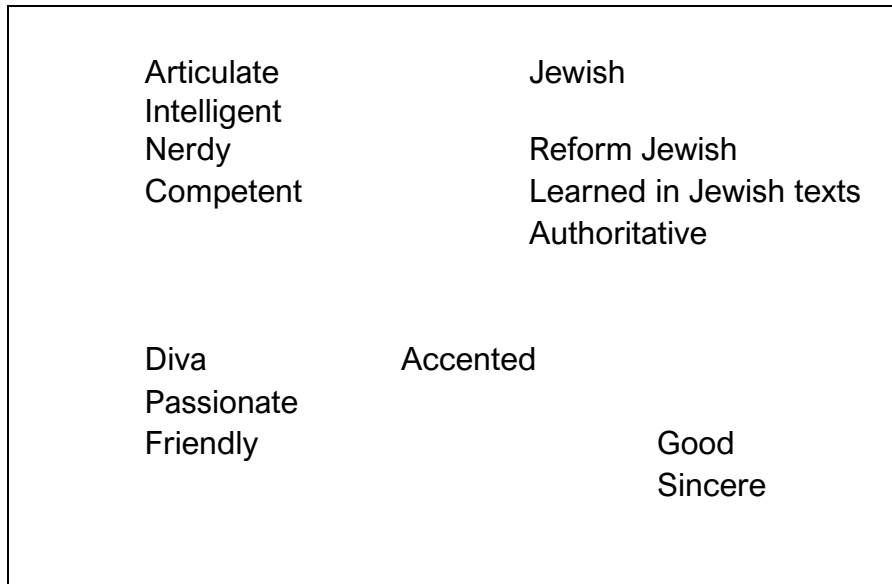 Articulate Jewish
Intelligent
Nerdy Reform Jewish
Competent Learned in Jewish texts
Authoritative
Diva Accented
Passionate
Friendly Good
Sincere